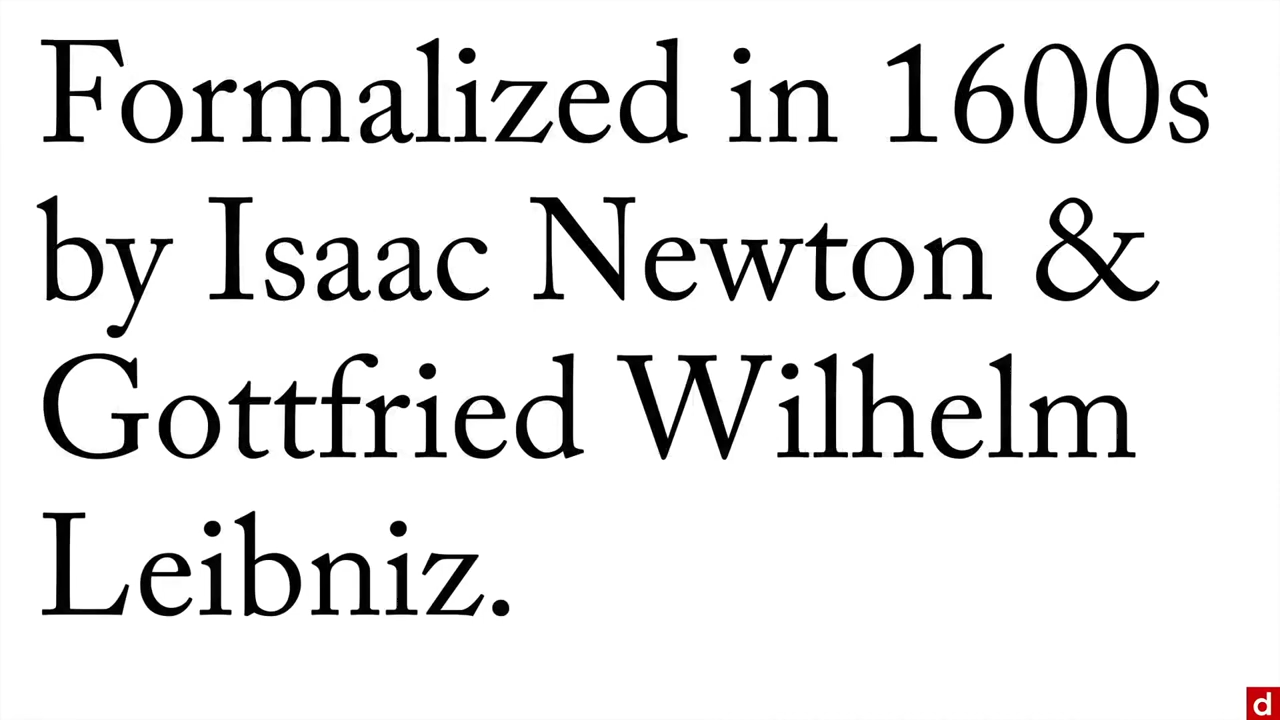 Formalized in 1600s
by Isaac Newton &
Gottfried Wilhelm
Leibniz.
d